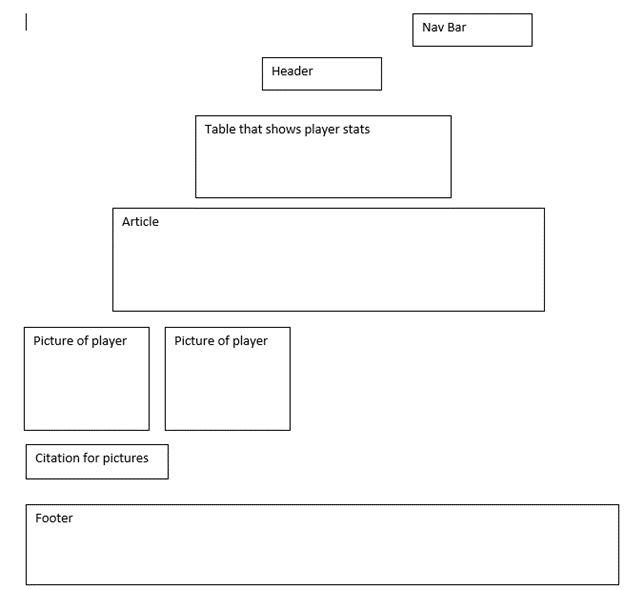 Nav Bar
Header
Table that shows player stats
Article
Picture of player
Picture of player
Citation for pictures
Footer